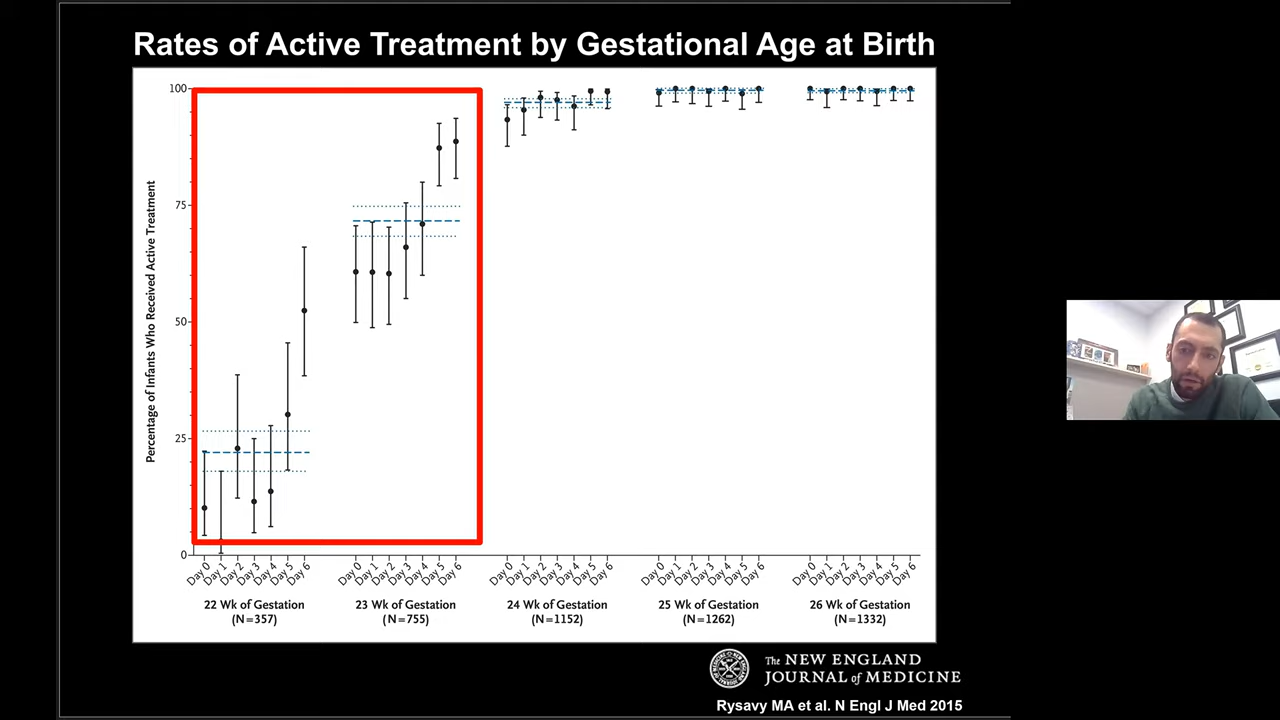 Rates of Active Treatment by Gestational Age at Birth
Percentage of Infants Who Received Active Treatment
100
75
50
25
0
Day 0 Day 1 Day 2 Day 3 Day 4 Day 5 Day 6
Day 0 Day 1 Day 2 Day 3 Day 4 Day 5 Day 6
Day 0 Day 1 Day 2 Day 3 Day 4 Day 5 Day 6
Day 0 Day 1 Day 2 Day 3 Day 4 Day 5 Day 6
Day 0 Day 1 Day 2 Day 3 Day 4 Day 5 Day 6
22 Wk of Gestation
(N=357)
23 Wk of Gestation
(N=755)
24 Wk of Gestation
(N=1152)
25 Wk of Gestation
(N=1262)
26 Wk of Gestation
(N=1332)
The NEW ENGLAND
JOURNAL of MEDICINE
Rysavy MA et al. N Engl J Med 2015